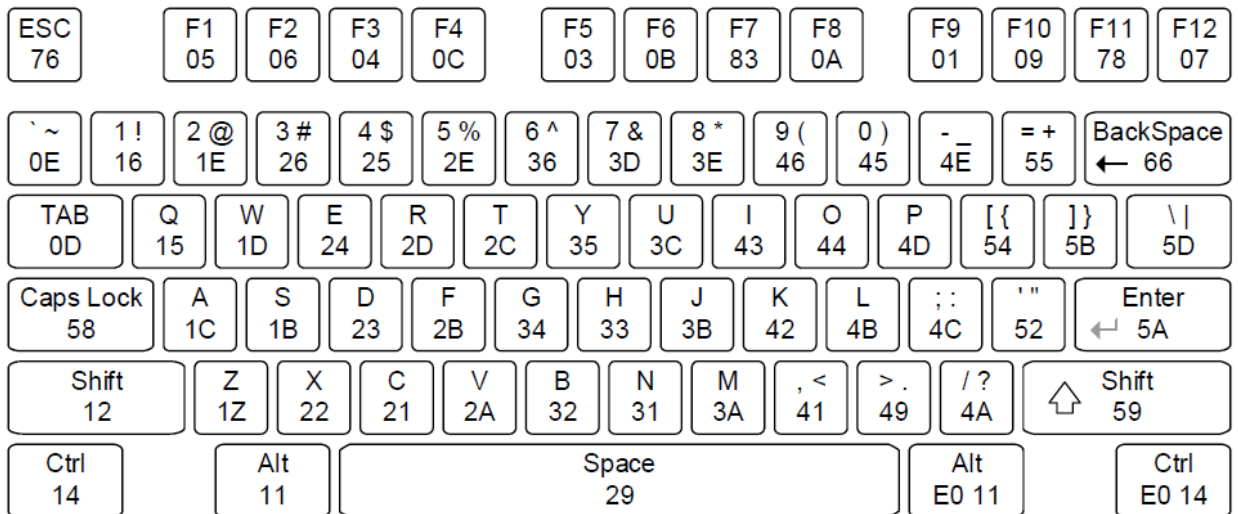 ESC F1 F2 F3 F4 F5 F6 F7 F8 F9 F10 F11 F12
76 05 06 04 0C 03 0B 83 0A 01 09 78 07
` ~ 1 ! 2 @ 3 # 4 $ 5 % 6 ^ 7 & 8 * 9 ( 0 ) - _ = + BackSpace
0E 16 1E 26 25 2E 36 3D 3E 46 45 4E 55 ← 66
TAB Q W E R T Y U I O P [ { ] } \ |
0D 15 1D 24 2D 2C 35 3C 43 44 4D 54 5B 5D
Caps Lock A S D F G H J K L ; : ' " Enter
58 1C 1B 23 2B 34 33 3B 42 4B 4C 52 ↵ 5A
Shift Z X C V B N M , < > . / ? Shift
12 1Z 22 21 2A 32 31 3A 41 49 4A ⇧ 59
Ctrl Alt Space Alt Ctrl
14 11 29 E0 11 E0 14